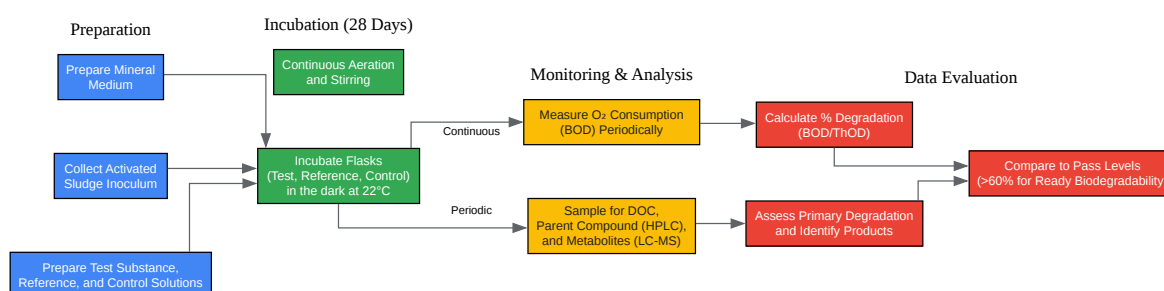 Preparation
Incubation (28 Days)
Monitoring & Analysis
Data Evaluation
Prepare Mineral
Medium
Continuous Aeration
and Stirring
Collect Activated
Sludge Inoculum
Incubate Flasks
(Test, Reference, Control)
in the dark at 22°C
Prepare Test Substance,
Reference, and Control Solutions
Continuous
Periodic
Measure O₂ Consumption
(BOD) Periodically
Sample for DOC,
Parent Compound (HPLC),
and Metabolites (LC-MS)
Calculate % Degradation
(BOD/ThOD)
Assess Primary Degradation
and Identify Products
Compare to Pass Levels
(>60% for Ready Biodegradability